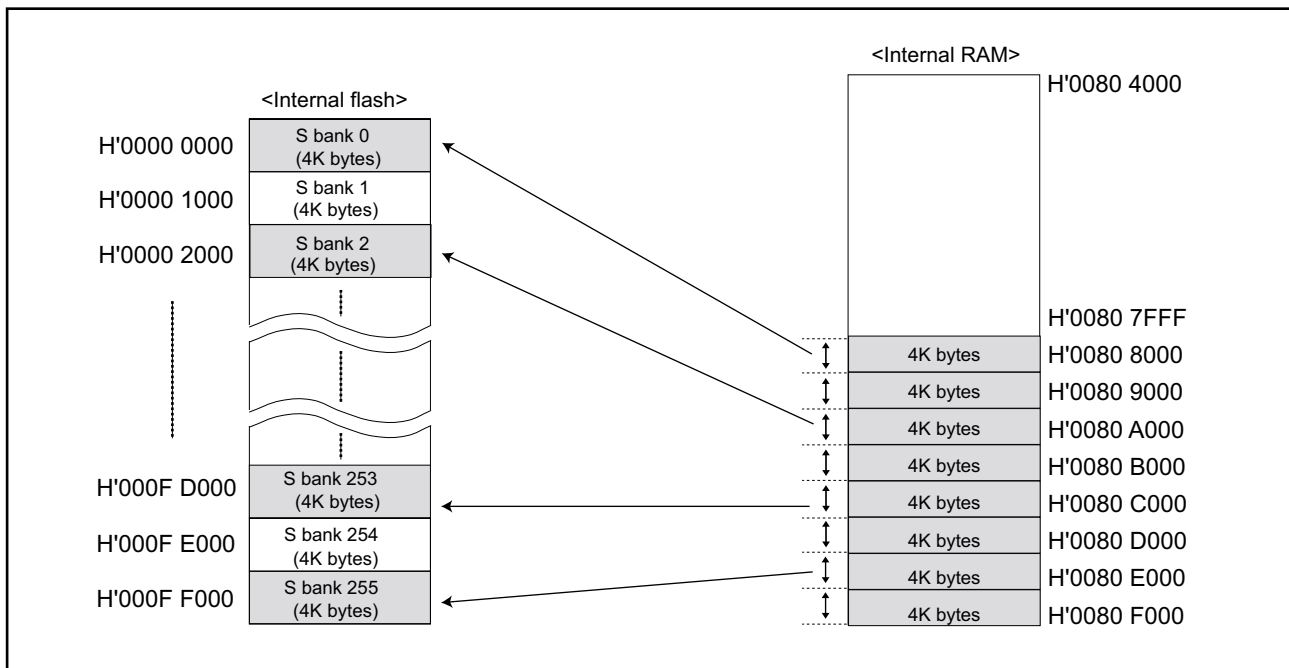 <Internal flash>
H'0000 0000
S bank 0
(4K bytes)
H'0000 1000
S bank 1
(4K bytes)
H'0000 2000
S bank 2
(4K bytes)
H'000F D000
S bank 253
(4K bytes)
H'000F E000
S bank 254
(4K bytes)
H'000F F000
S bank 255
(4K bytes)
<Internal RAM>
H'0080 4000
H'0080 7FFF
4K bytes
H'0080 8000
4K bytes
H'0080 9000
4K bytes
H'0080 A000
4K bytes
H'0080 B000
4K bytes
H'0080 C000
4K bytes
H'0080 D000
4K bytes
H'0080 E000
4K bytes
H'0080 F000